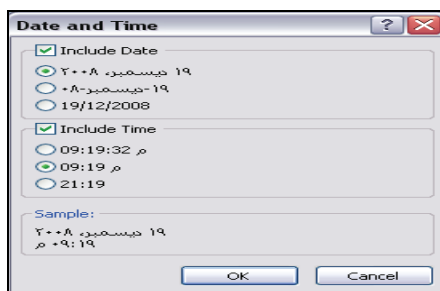 Date and Time
Include Date
١٩ ديسمبر، ٢٠٠٨
١٩-ديسمبر-٠٨
19/12/2008
Include Time
09:19:32 م
09:19 م
21:19
Sample:
١٩ ديسمبر، ٢٠٠٨
٠٩:١٩ م
OK
Cancel